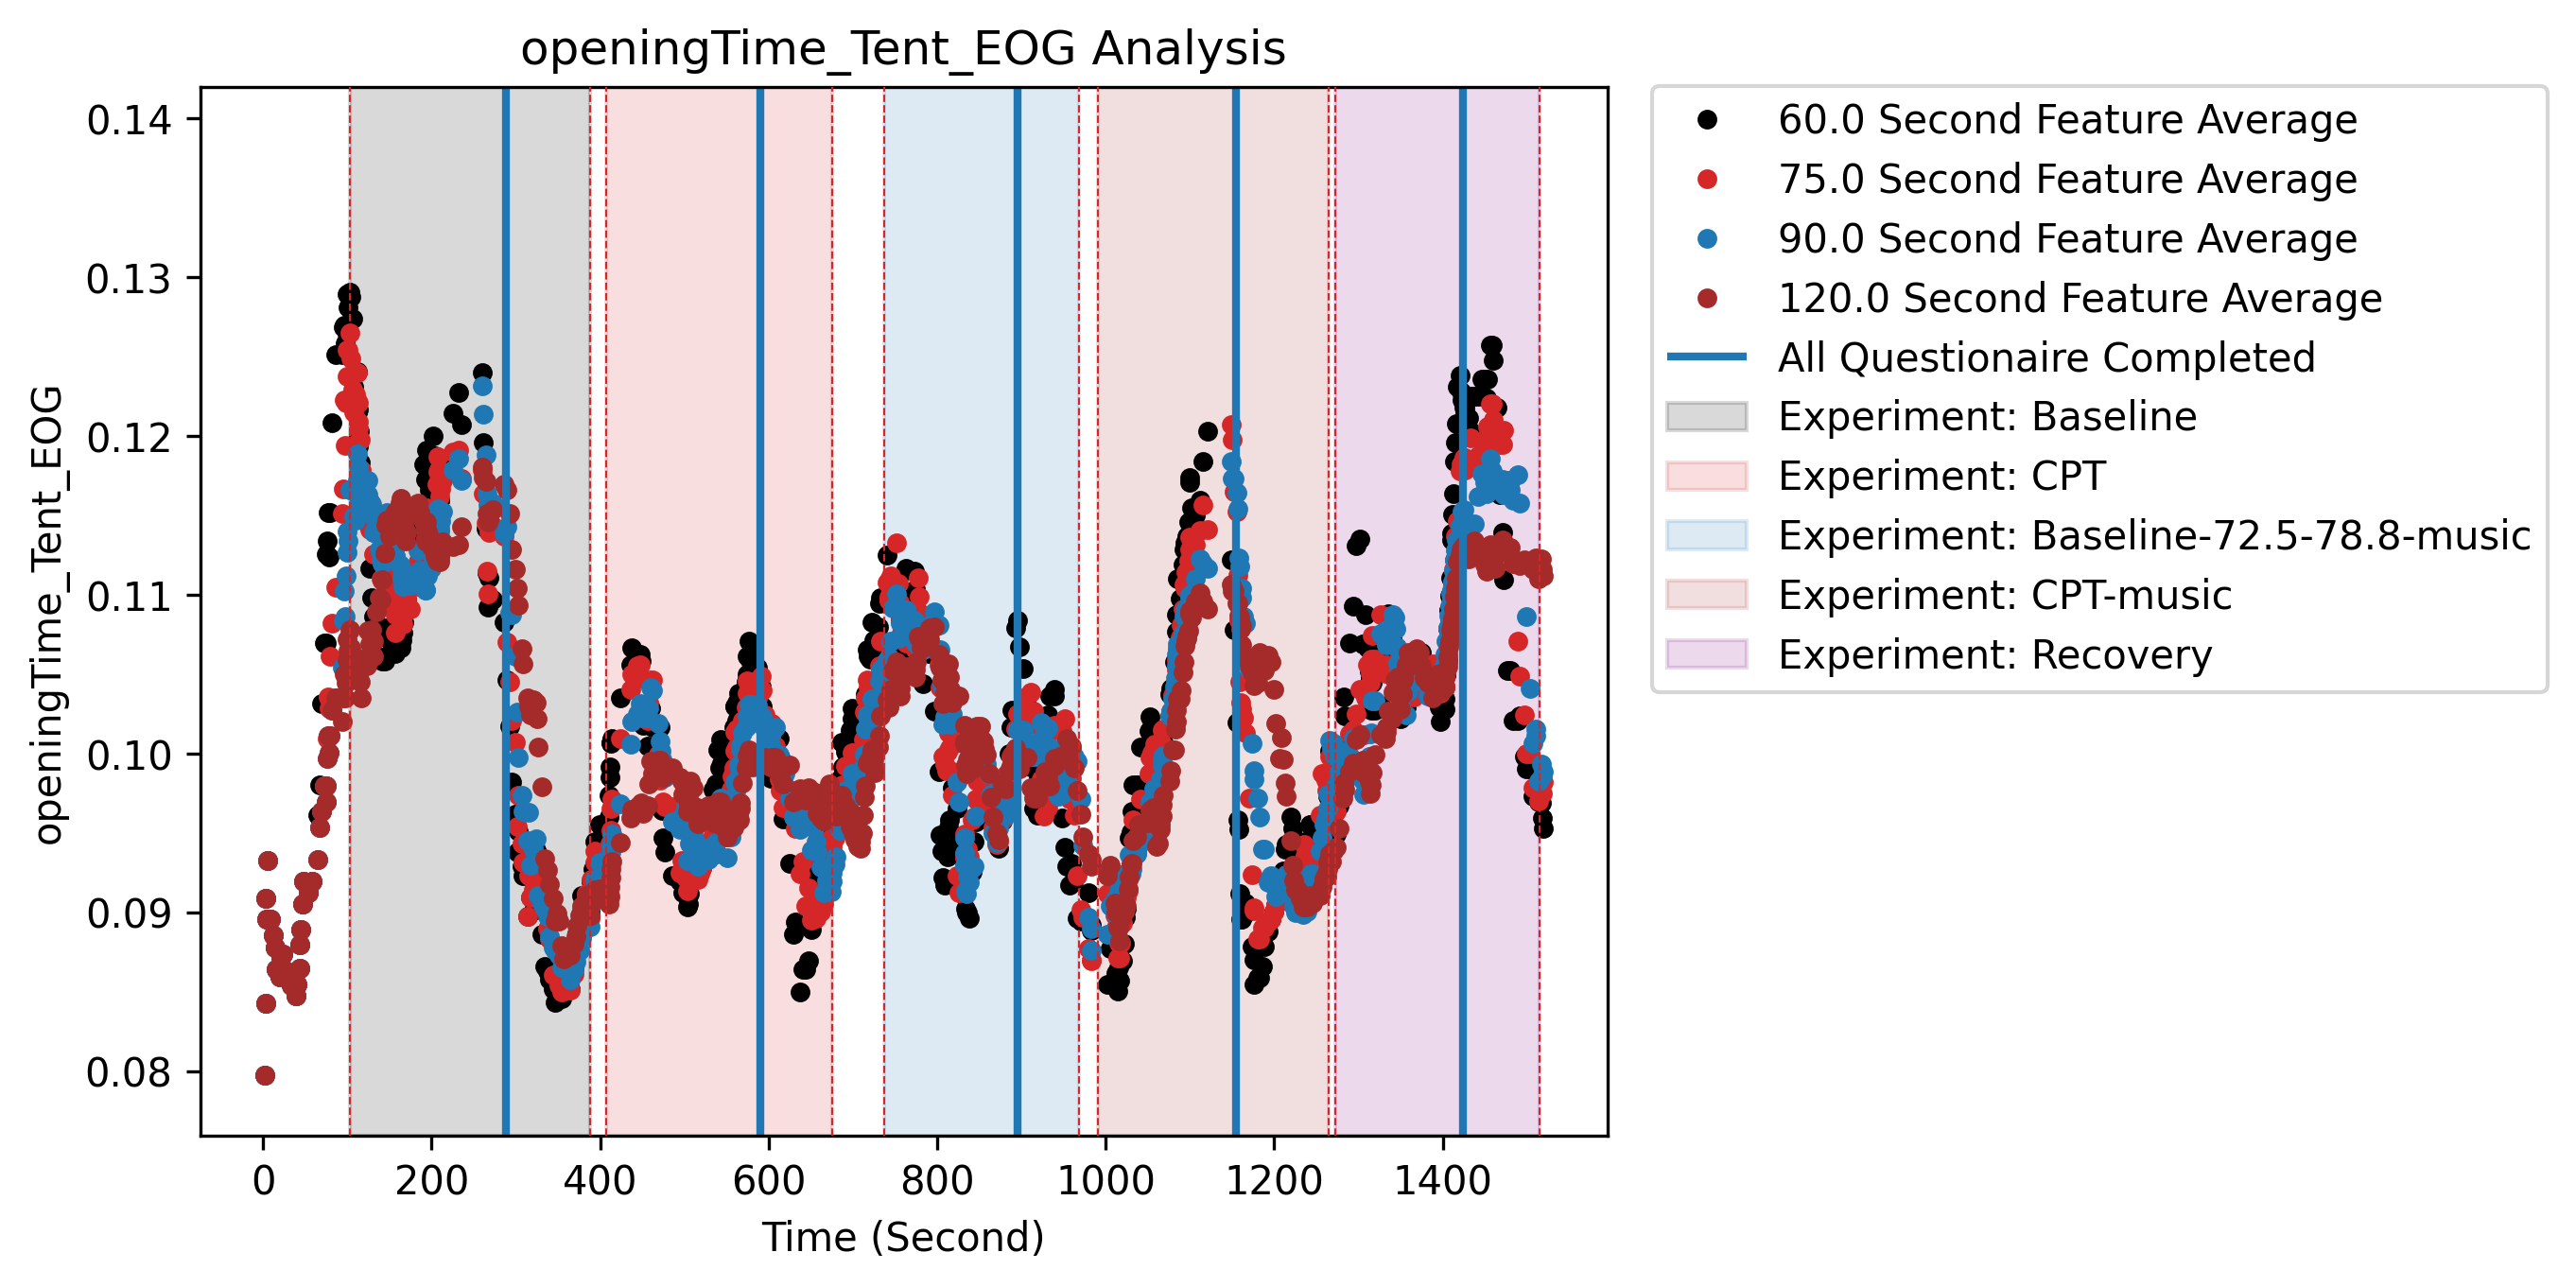 openingTime_Tent_EOG Analysis
openingTime_Tent_EOG
0.14
0.13
0.12
0.11
0.10
0.09
0.08
0 200 400 600 800 1000 1200 1400
Time (Second)
60.0 Second Feature Average
75.0 Second Feature Average
90.0 Second Feature Average
120.0 Second Feature Average
All Questionaire Completed
Experiment: Baseline
Experiment: CPT
Experiment: Baseline-72.5-78.8-music
Experiment: CPT-music
Experiment: Recovery